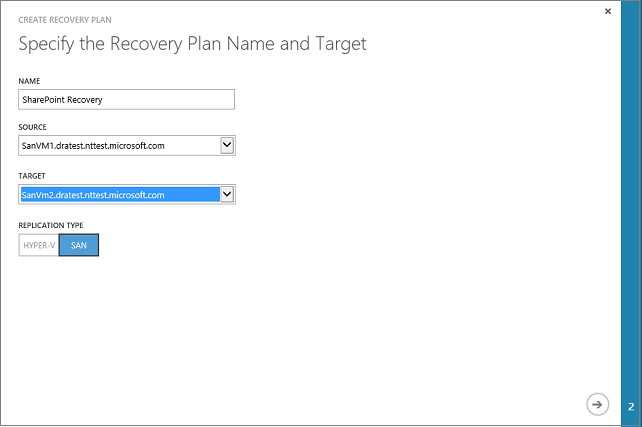 CREATE RECOVERY PLAN
Specify the Recovery Plan Name and Target
NAME
SharePoint Recovery
SOURCE
SanVM1.dratest.nttest.microsoft.com
TARGET
SanVm2.dratest.nttest.microsoft.com
REPLICATION TYPE
HYPER-V SAN
2